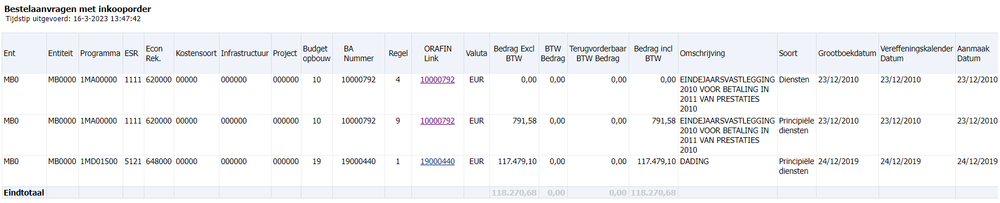 Bestelaanvragen met inkooporder
Tijdstip uitgevoerd: 16-3-2023 13:47:42
Ent Entiteit Programma ESR Econ Rek. Kostensoort Infrastructuur Project Budget opbouw BA Nummer Regel ORAFIN Link Valuta Bedrag Excl BTW BTW Bedrag Terugvorderbaar BTW Bedrag Bedrag incl BTW Omschrijving Soort Grootboekdatum Vereffeningskalender Datum Aanmaak Datum
MB0 MB0000 1MA00000 1111 620000 00000 000000 000000 10 10000792 4 10000792 EUR 0,00 0,00 0,00 0,00 EINDEJAARSVASTLEGGING Diensten 23/12/2010 23/12/2010 23/12/2010
2010 VOOR BETALING IN
2011 VAN PRESTATIES
2010
MB0 MB0000 1MA00000 1111 620000 00000 000000 000000 10 10000792 9 10000792 EUR 791,58 0,00 0,00 791,58 EINDEJAARSVASTLEGGING Principiële 23/12/2010 23/12/2010 23/12/2010
2010 VOOR BETALING IN diensten
2011 VAN PRESTATIES
2010
MB0 MB0000 1MD01500 5121 648000 00000 000000 000000 19 19000440 1 19000440 EUR 117.479,10 0,00 0,00 117.479,10 DADING Principiële 24/12/2019 24/12/2019 24/12/2019
diensten
Eindtotaal 118.270,68 0,00 0,00 118.270,68